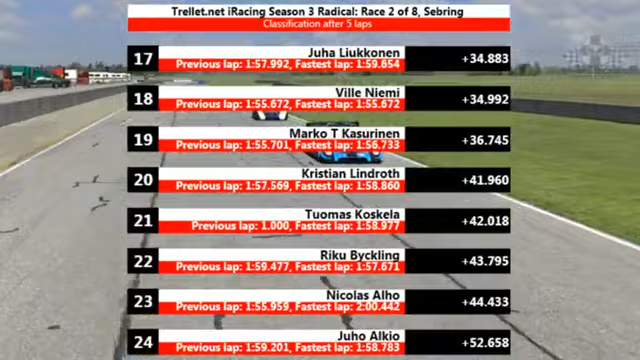 Trellet.net iRacing Season 3 Radical: Race 2 of 8, Sebring
Classification after 5 laps
17 Juha Liukkonen +34.883
Previous lap: 1:57.992, Fastest lap: 1:59.654
18 Ville Niemi +34.992
Previous lap: 1:55.672, Fastest lap: 1:55.672
19 Marko T Kasurinen +36.745
Previous lap: 1:55.701, Fastest lap: 1:56.733
20 Kristian Lindroth +41.960
Previous lap: 1:57.569, Fastest lap: 1:58.860
21 Tuomas Koskela +42.018
Previous lap: 1.000, Fastest lap: 1:58.977
22 Riku Byckling +43.795
Previous lap: 1:59.477, Fastest lap: 1:57.671
23 Nicolas Alho +44.433
Previous lap: 1:55.959, Fastest lap: 2:00.442
24 Juho Alkio +52.658
Previous lap: 1:59.201, Fastest lap: 1:58.783